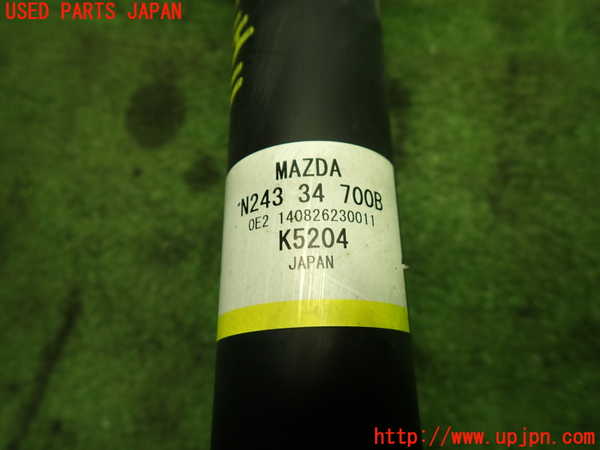 USED PARTS JAPAN
MAZDA
N243 34 700B
0E2 140826230011
K5204
JAPAN
http://www.upjpn.com